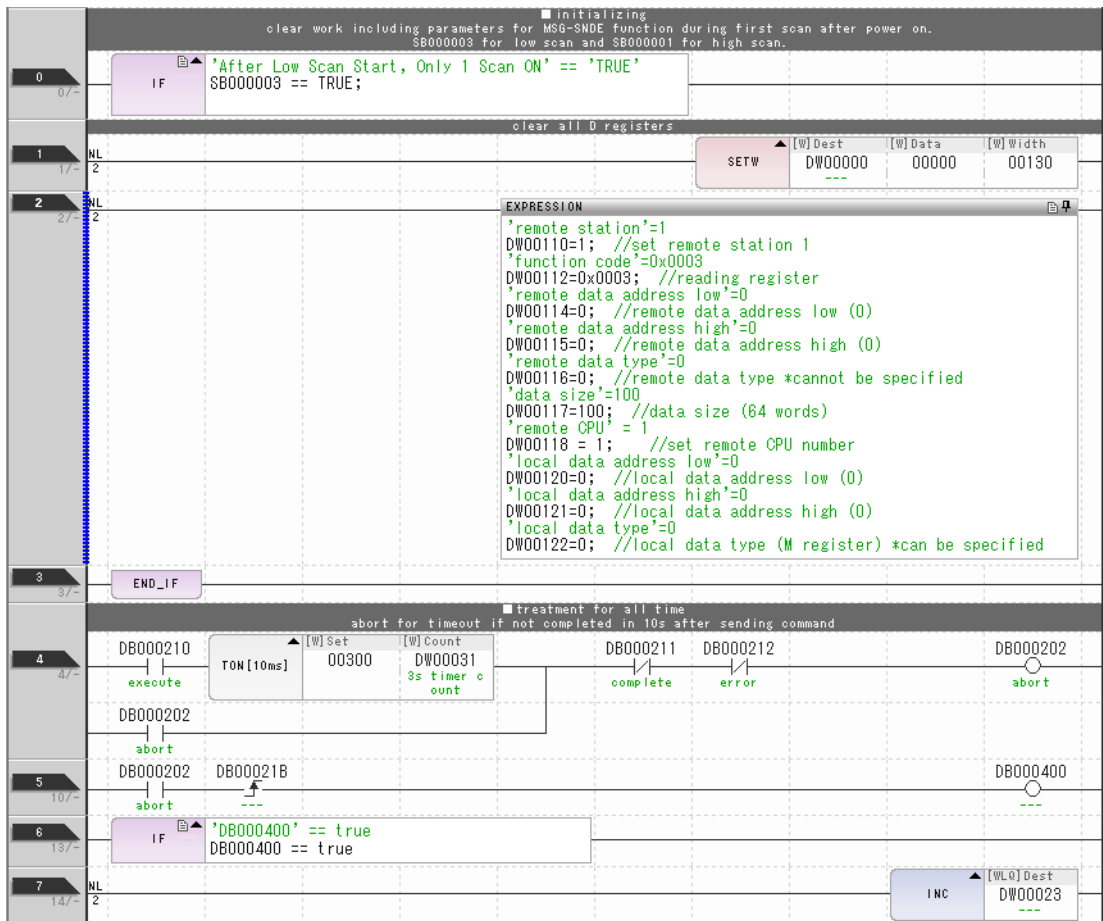 ■initializing
clear work including parameters for MSG-SNDE function during first scan after power on.
SB000003 for low scan and SB000001 for high scan.
0
0/-
IF
'After Low Scan Start, Only 1 Scan ON' == 'TRUE'
SB000003 == TRUE;
clear all D registers
1
1/-
NL
2
SETW
[W]Dest
DW00000
---
[W]Data
00000
[W]Width
00130
2
2/-
NL
2
EXPRESSION
'remote station'=1
DW00110=1; //set remote station 1
'function code'=0x0003
DW00112=0x0003; //reading register
'remote data address low'=0
DW00114=0; //remote data address low (0)
'remote data address high'=0
DW00115=0; //remote data address high (0)
'remote data type'=0
DW00116=0; //remote data type *cannot be specified
'data size'=100
DW00117=100; //data size (64 words)
'remote CPU' = 1
DW00118 = 1; //set remote CPU number
'local data address low'=0
DW00120=0; //local data address low (0)
'local data address high'=0
DW00121=0; //local data address high (0)
'local data type'=0
DW00122=0; //local data type (M register) *can be specified
3
3/-
END_IF
■treatment for all time
abort for timeout if not completed in 10s after sending command
4
4/-
DB000210
execute
TON[10ms]
[W]Set
00300
[W]Count
DW00031
3s timer c
ount
DB000211
complete
DB000212
error
DB000202
abort
DB000202
abort
5
10/-
DB000202
abort
DB00021B
---
DB000400
---
6
13/-
IF
'DB000400' == true
DB000400 == true
7
14/-
NL
2
INC
[WLQ]Dest
DW00023
---